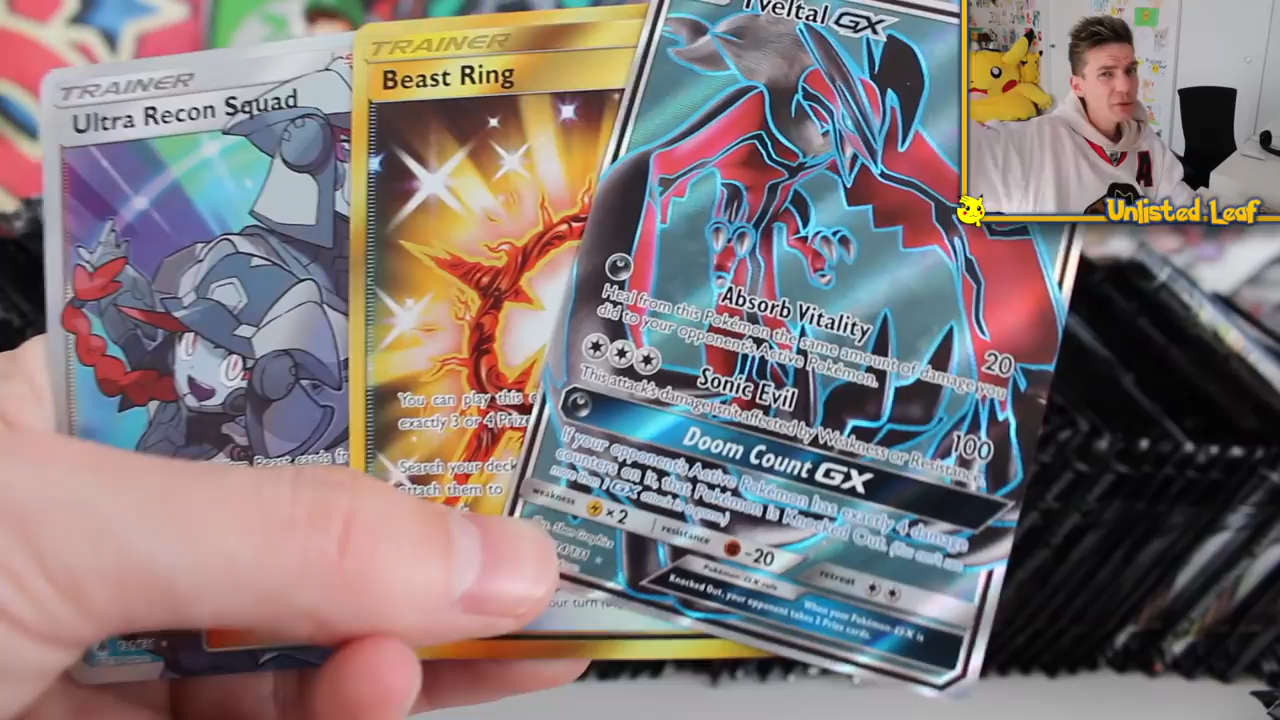 TRAINER
Ultra Recon Squad
TRAINER
Beast Ring
You can play this
exactly 3 or 4 Prize
Search your deck
attach them to
your turn
Yveltal GX
Absorb Vitality
20
Heal from this Pokémon the same amount of damage you
did to your opponent's Active Pokémon.
Sonic Evil
100
This attack's damage isn't affected by Weakness or Resistance.
Doom Count GX
If your opponent's Active Pokémon has exactly 4 damage
counters on it, that Pokémon is Knocked Out. (You can't use
more than 1 GX attack in a game.)
weakness ×2
resistance -20
retreat
Pokémon-GX rule
When your Pokémon-GX is
Knocked Out, your opponent takes 2 Prize cards.
Unlisted Leaf
A